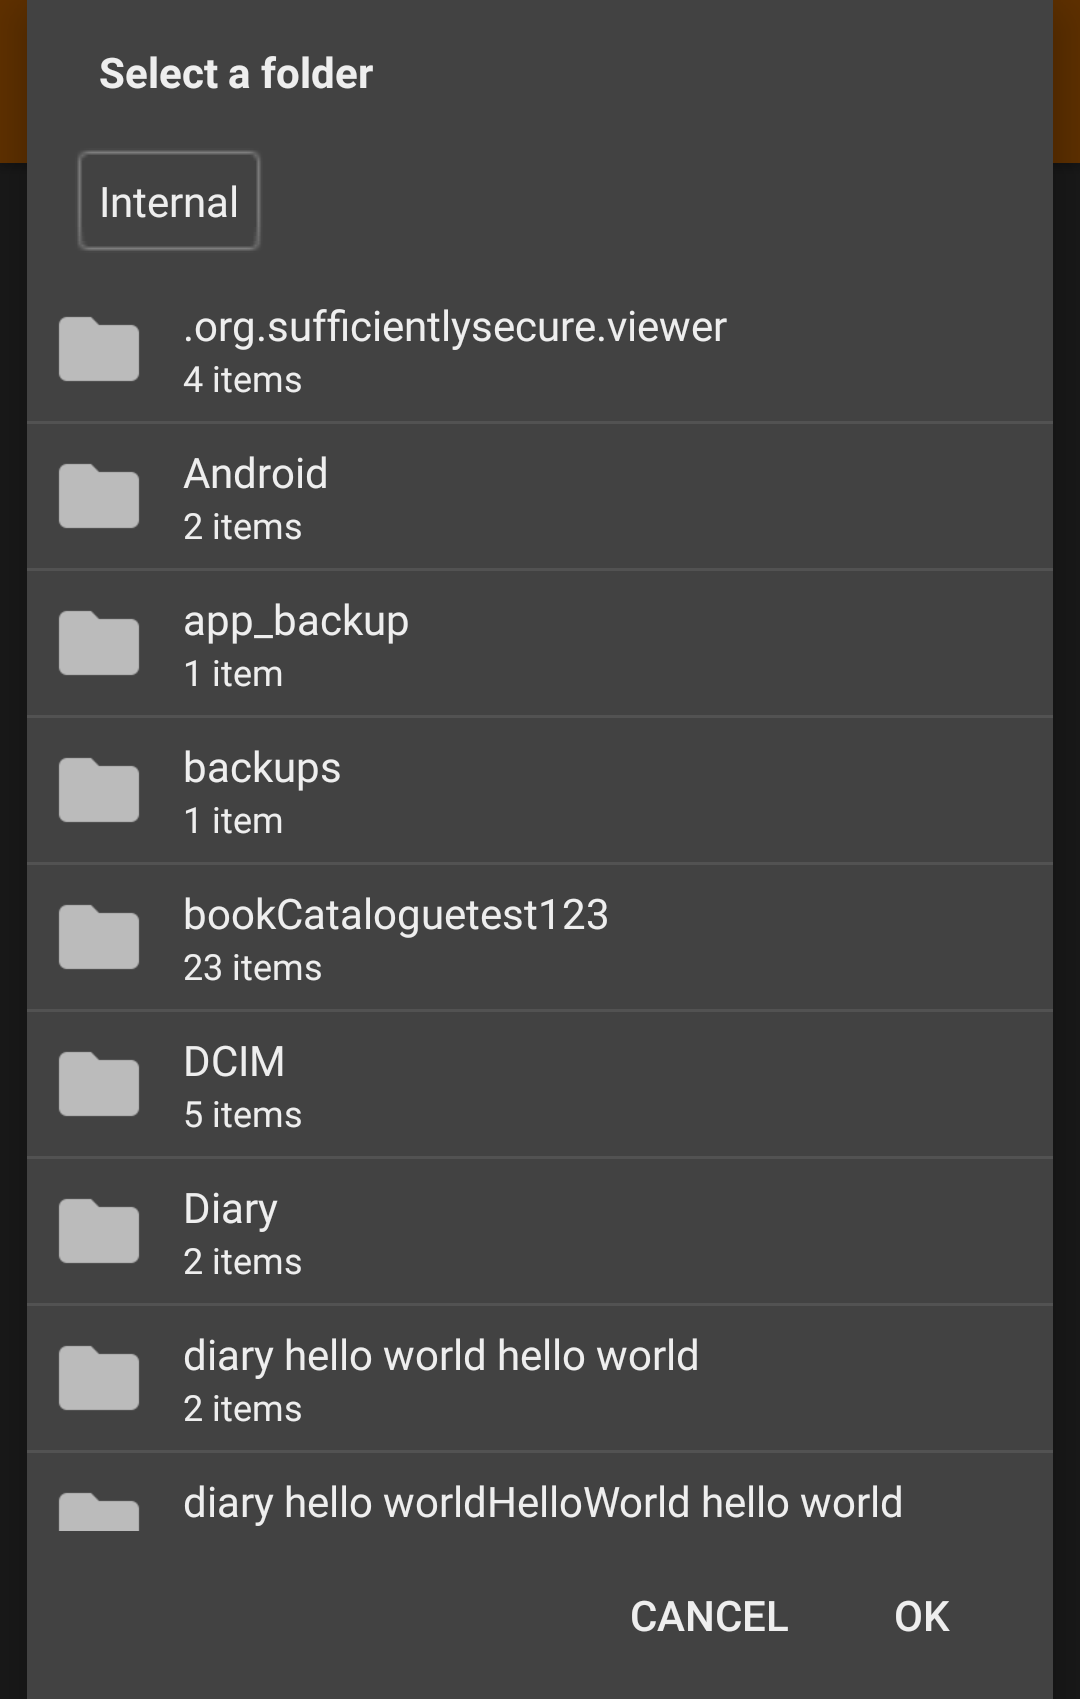 Select a folder
Internal
.org.sufficientlysecure.viewer
4 items
Android
2 items
app_backup
1 item
backups
1 item
bookCataloguetest123
23 items
DCIM
5 items
Diary
2 items
diary hello world hello world
2 items
diary hello worldHelloWorld hello world
CANCEL OK